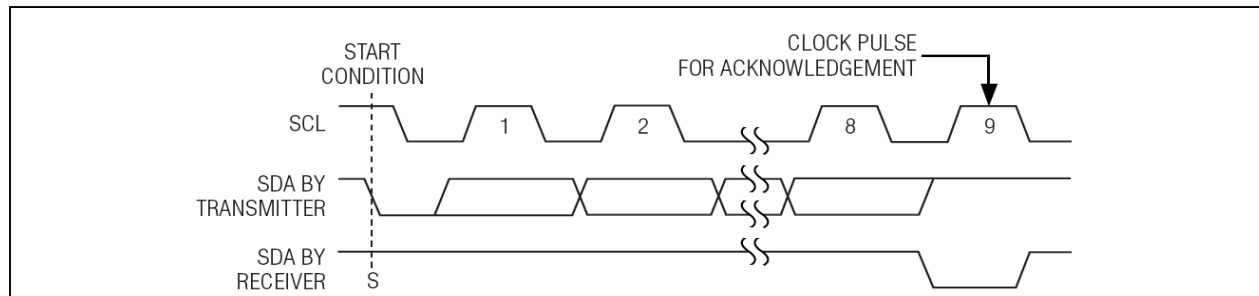 START
CONDITION
CLOCK PULSE
FOR ACKNOWLEDGEMENT
SCL
1
2
8
9
SDA BY
TRANSMITTER
SDA BY
RECEIVER
S